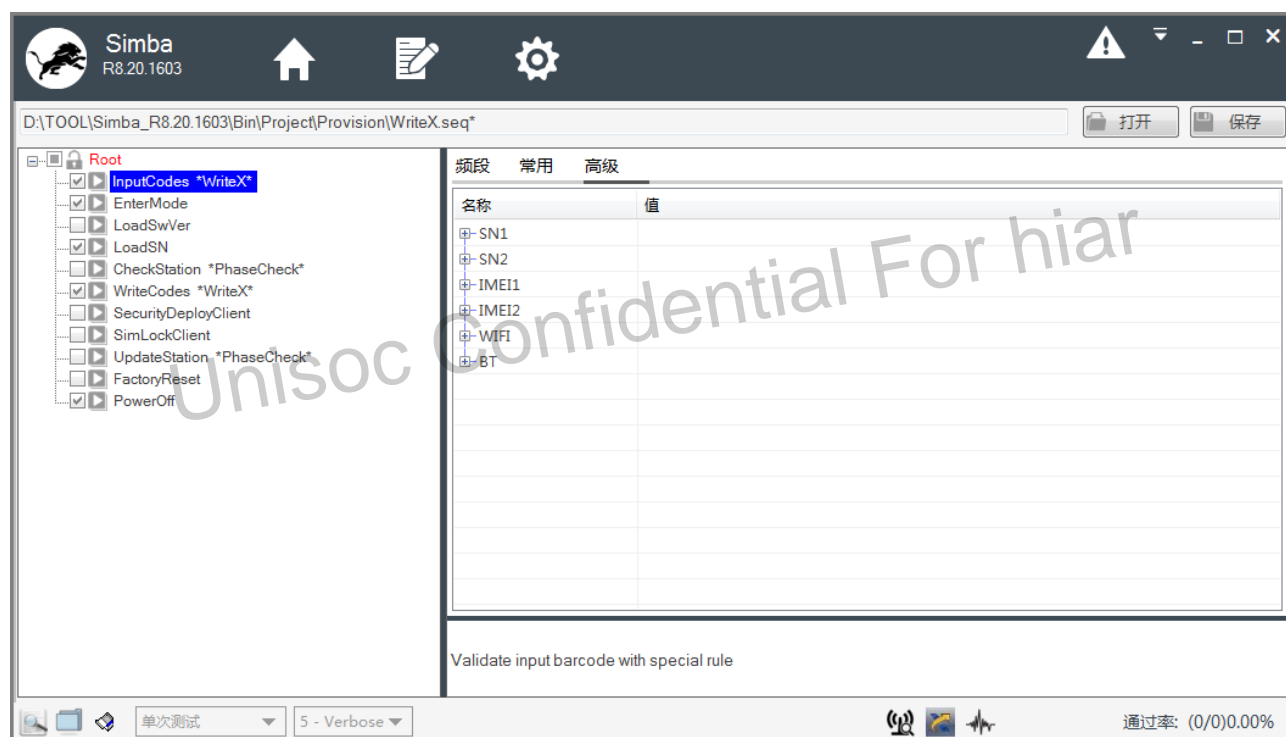 Simba
R8.20.1603
D:\TOOL\Simba_R8.20.1603\Bin\Project\Provision\WriteX.seq*
打开
保存
Root
InputCodes *WriteX*
EnterMode
LoadSwVer
LoadSN
CheckStation *PhaseCheck*
WriteCodes *WriteX*
SecurityDeployClient
SimLockClient
UpdateStation *PhaseCheck*
FactoryReset
PowerOff
频段 常用 高级
名称 值
SN1
SN2
IMEI1
IMEI2
WIFI
BT
Unisoc Confidential For hiar
Validate input barcode with special rule
单次测试 5 - Verbose 通过率: (0/0)0.00%